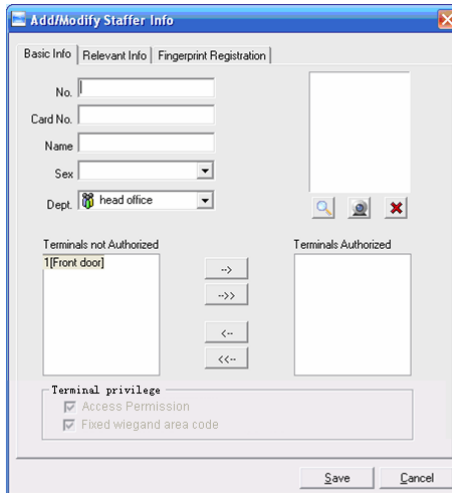 Add/Modify Staffer Info
Basic Info Relevant Info Fingerprint Registration
No.
Card No.
Name
Sex
Dept. head office
Terminals not Authorized Terminals Authorized
1[Front door]
-->
-->>
<--
<<--
Terminal privilege
Access Permission
Fixed wiegand area code
Save Cancel